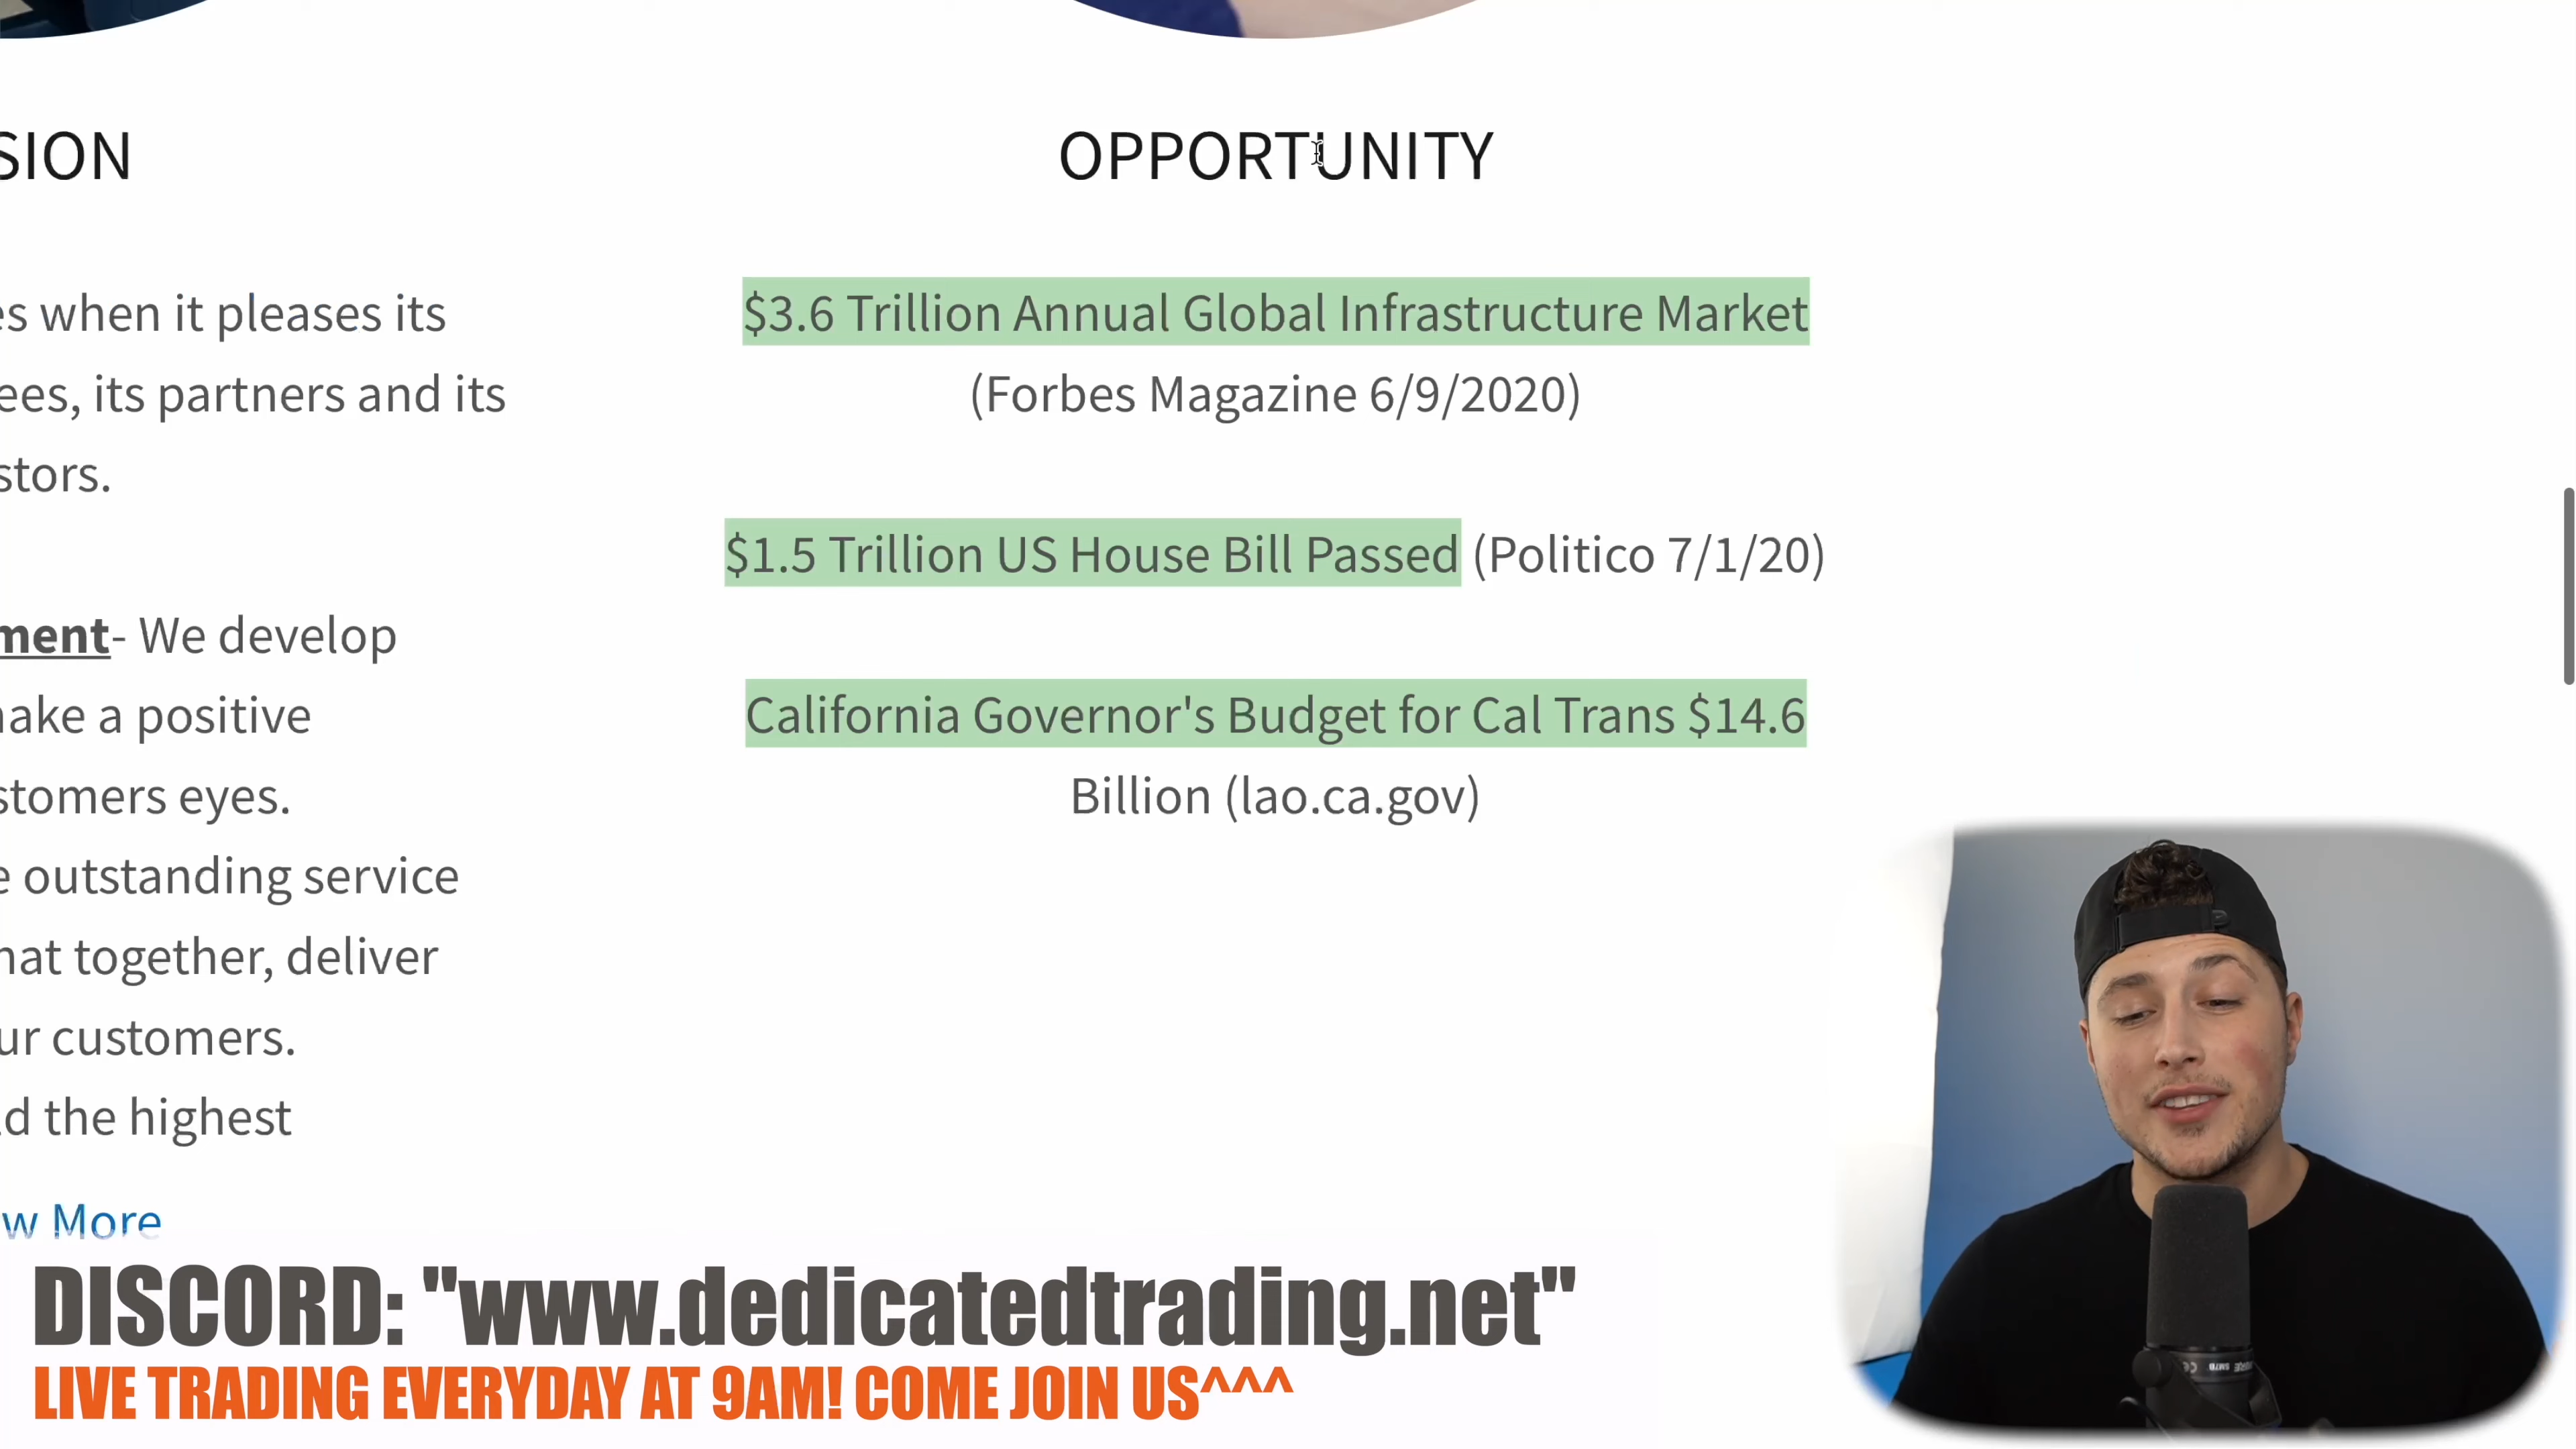 SION
es when it pleases its
ees, its partners and its
stors.
ment- We develop
make a positive
stomers eyes.
e outstanding service
hat together, deliver
ur customers.
d the highest
w More
OPPORTUNITY
$3.6 Trillion Annual Global Infrastructure Market
(Forbes Magazine 6/9/2020)
$1.5 Trillion US House Bill Passed (Politico 7/1/20)
California Governor's Budget for Cal Trans $14.6
Billion (lao.ca.gov)
DISCORD: "www.dedicatedtrading.net"
LIVE TRADING EVERYDAY AT 9AM! COME JOIN US^^^